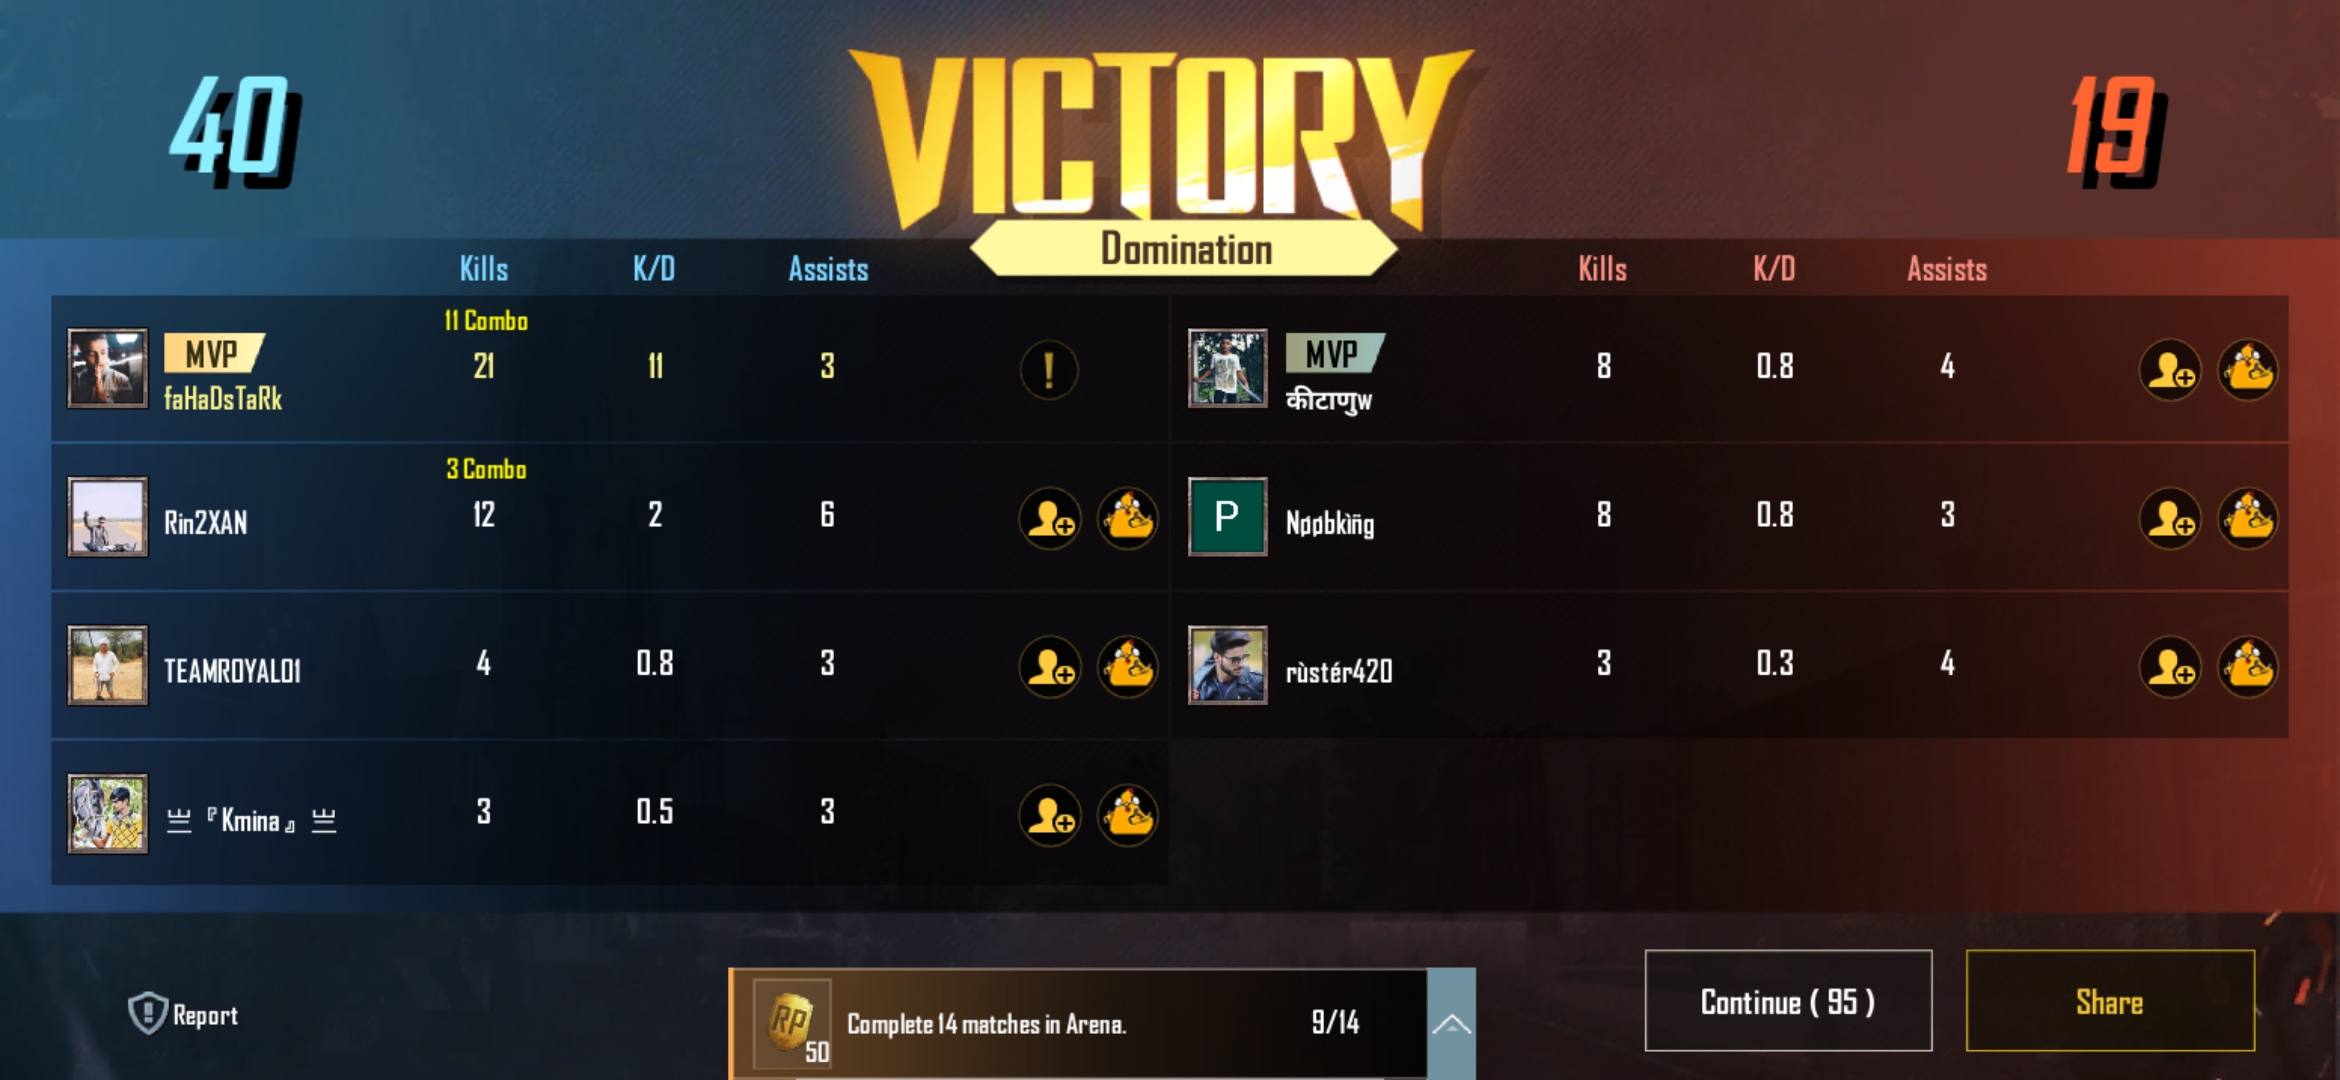 40
VICTORY
19
Domination
Kills K/D Assists
Kills K/D Assists
11 Combo
MVP
faHaDsTaRk
21 11 3
MVP
कीटाणुw
8 0.8 4
3 Combo
Rin2XAN 12 2 6
P Nppbkìñg 8 0.8 3
TEAMROYAL01 4 0.8 3
rùstér420 3 0.3 4
亗『Kmina』亗 3 0.5 3
Report
RP
50
Complete 14 matches in Arena. 9/14
Continue ( 95 )
Share